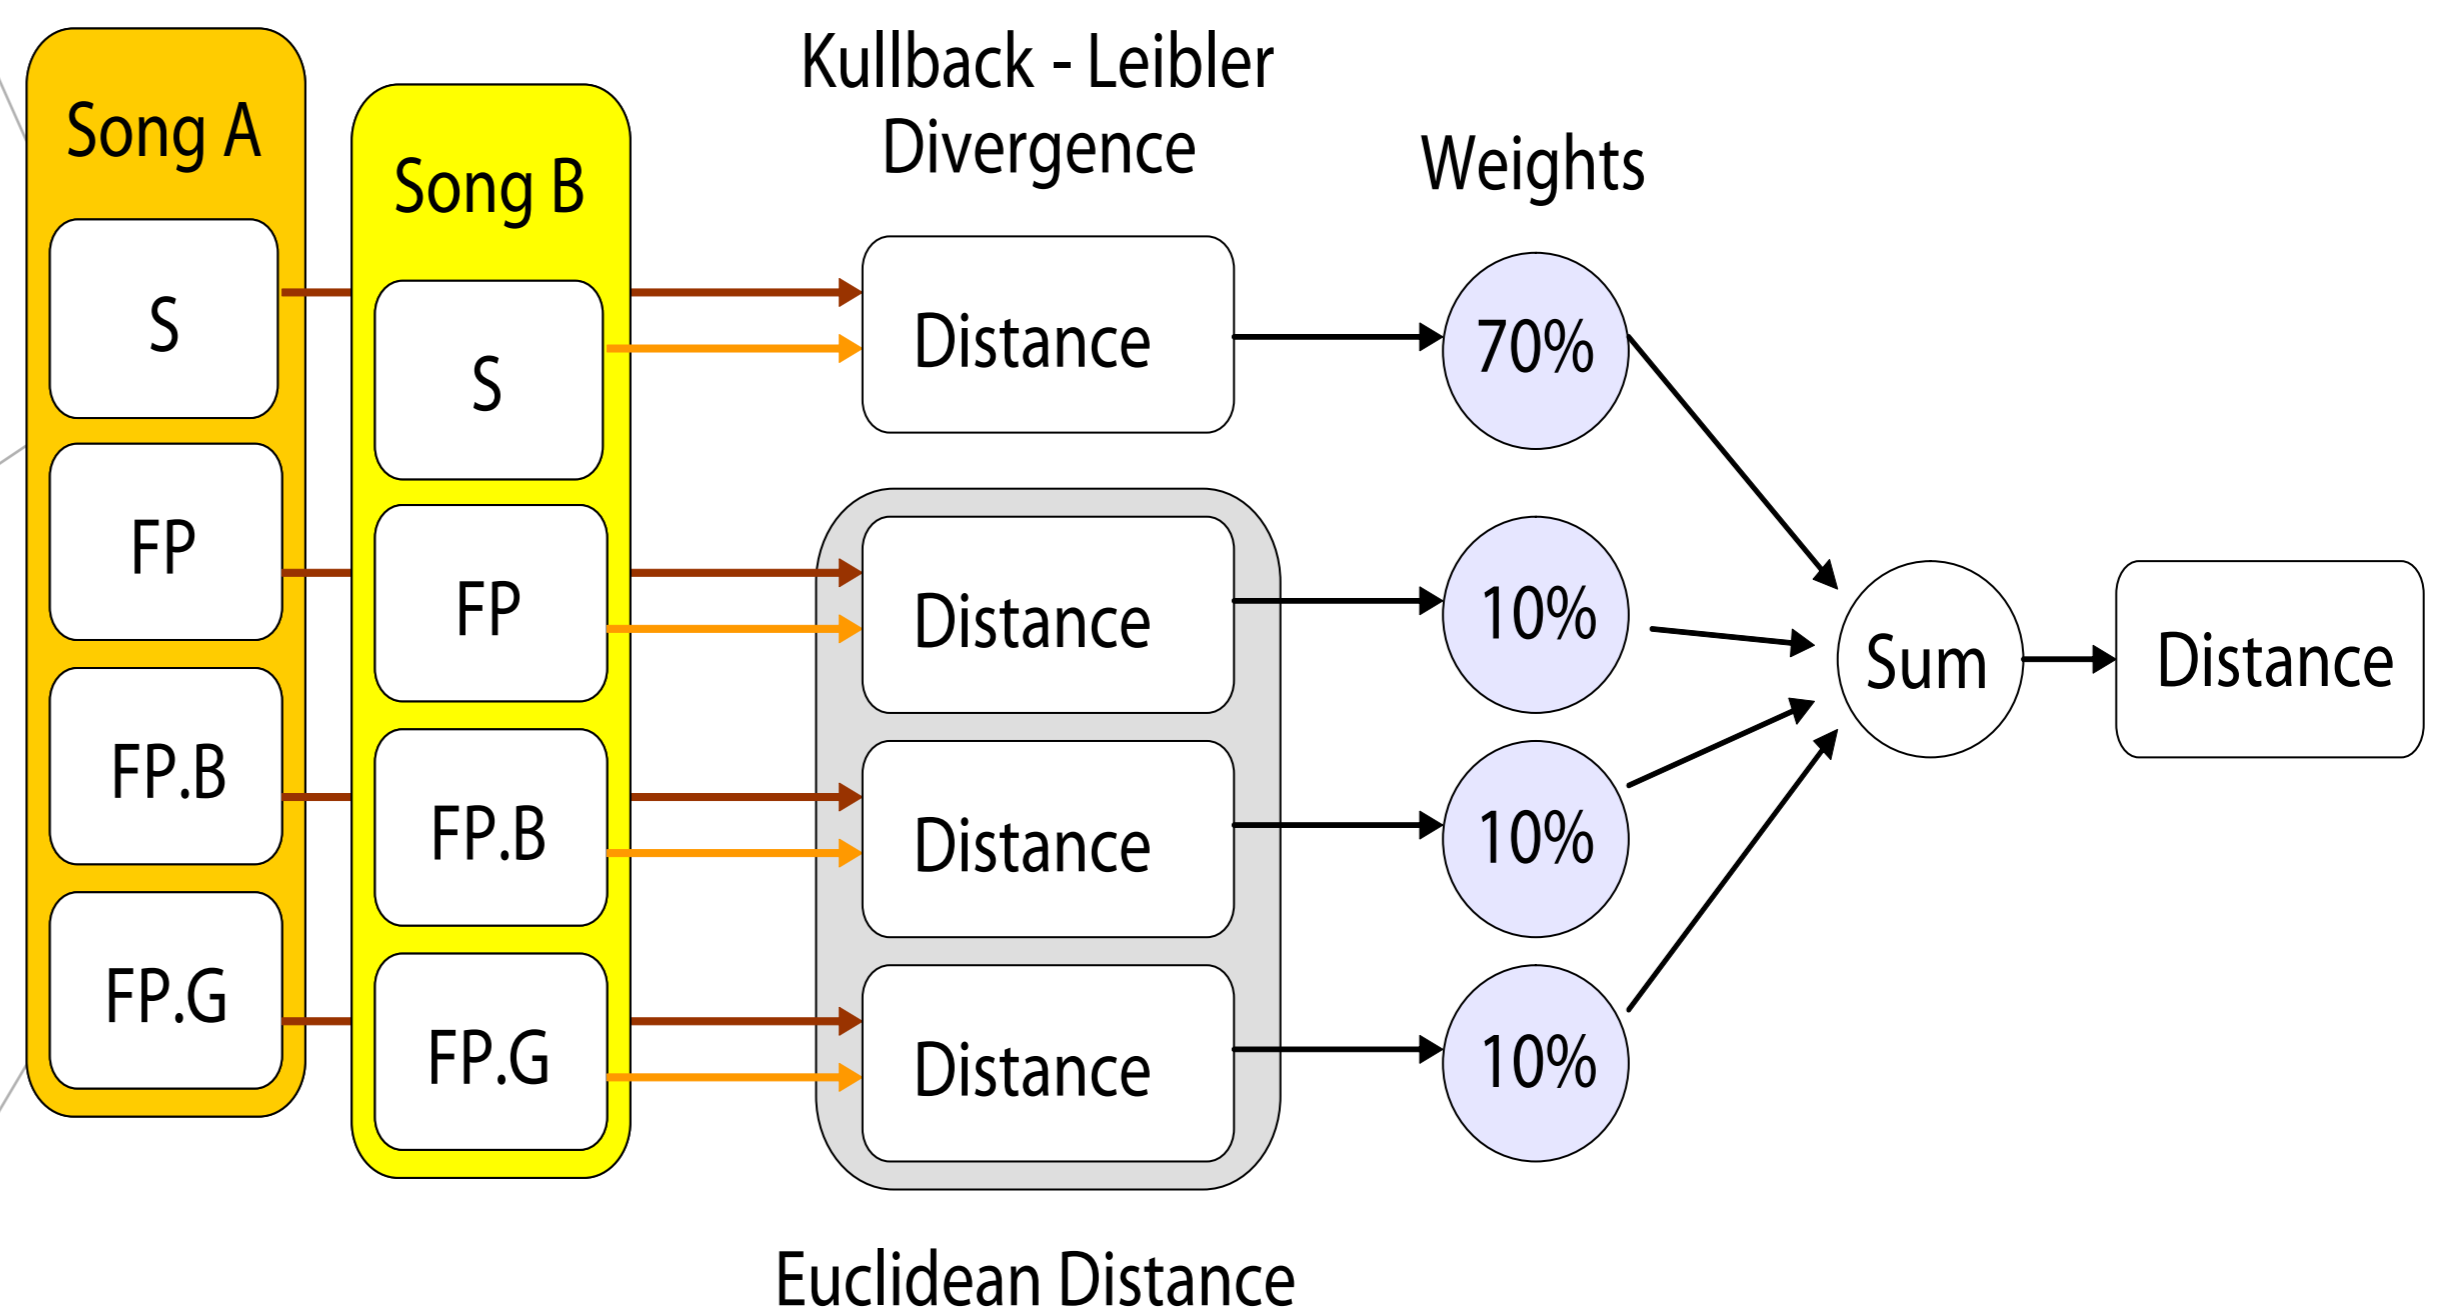 Song A
S
FP
FP.B
FP.G
Song B
S
FP
FP.B
FP.G
Kullback - Leibler
Divergence
Distance
Distance
Distance
Distance
Euclidean Distance
Weights
70%
10%
10%
10%
Sum
Distance